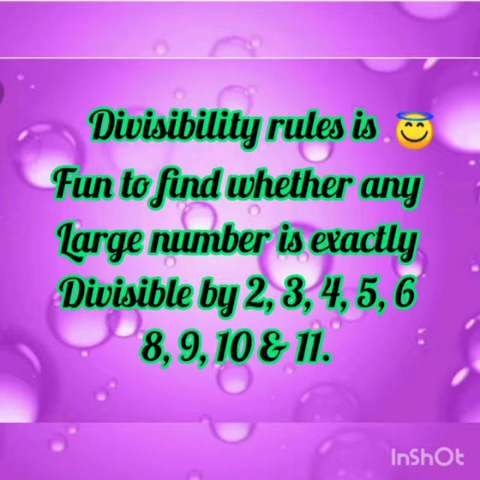 Divisibility rules is 😇
Fun to find whether any
Large number is exactly
Divisible by 2, 3, 4, 5, 6
8, 9, 10 & 11.
InShOt